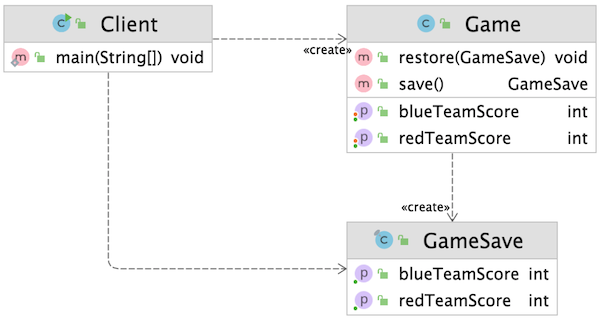 Client
main(String[]) void
«create»
Game
restore(GameSave) void
save() GameSave
blueTeamScore int
redTeamScore int
«create»
GameSave
blueTeamScore int
redTeamScore int